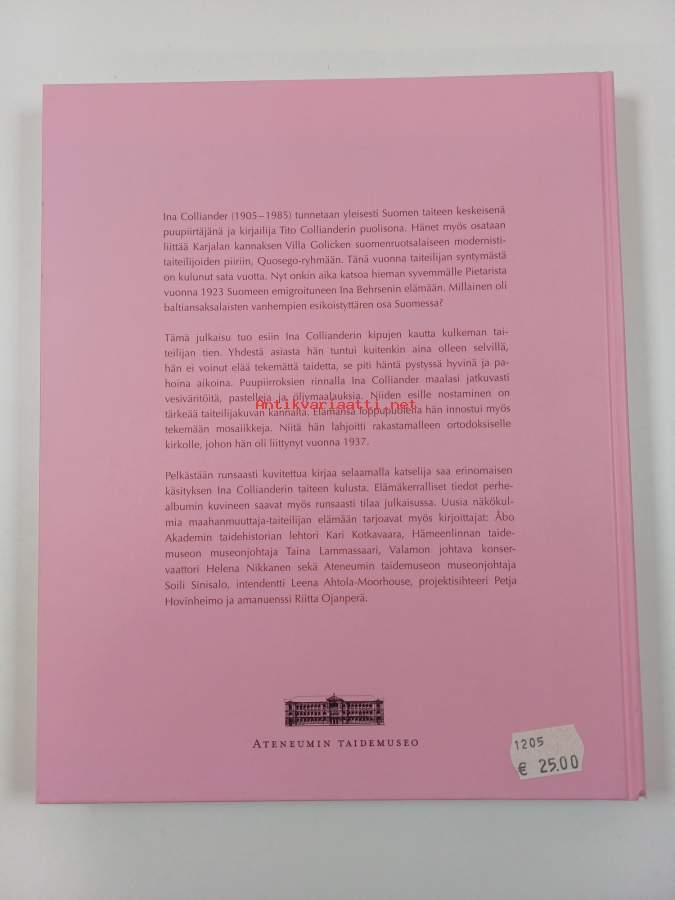 Ina Colliander (1905–1985) tunnetaan yleisesti Suomen taiteen keskeisenä
puupiirtäjänä ja kirjailija Tito Collianderin puolisona. Hänet myös osataan
liittää Karjalan kannaksen Villa Golicken suomenruotsalaiseen modernisti-
taiteilijoiden piiriin, Quosego-ryhmään. Tänä vuonna taiteilijan syntymästä
on kulunut sata vuotta. Nyt onkin aika katsoa hieman syvemmälle Pietarista
vuonna 1923 Suomeen emigroituneen Ina Behrsenin elämään. Millainen oli
baltiansaksalaisten vanhempien esikoistyttären osa Suomessa?
Tämä julkaisu tuo esiin Ina Collianderin kipujen kautta kulkeman tai-
teilijan tien. Yhdestä asiasta hän tuntui kuitenkin aina olleen selvillä,
hän ei voinut elää tekemättä taidetta, se piti häntä pystyssä hyvinä ja pa-
hoina aikoina. Puupiirroksien rinnalla Ina Colliander maalasi jatkuvasti
vesiväritöitä, pastelleja ja öljymaalauksia. Niiden esille nostaminen on
Antikvariaatti.net
tärkeää taiteilijakuvan kannalta. Elämänsä loppupuolella hän innostui myös
tekemään mosaiikkeja. Niitä hän lahjoitti rakastamalleen ortodoksiselle
kirkolle, johon hän oli liittynyt vuonna 1937.
Pelkästään runsaasti kuvitettua kirjaa selaamalla katselija saa erinomaisen
käsityksen Ina Collianderin taiteen kulusta. Elämäkerralliset tiedot perhe-
albumin kuvineen saavat myös runsaasti tilaa julkaisussa. Uusia näkökul-
mia maahanmuuttaja-taiteilijan elämään tarjoavat myös kirjoittajat: Åbo
Akademin taidehistorian lehtori Kari Kotkavaara, Hämeenlinnan taide-
museon museonjohtaja Taina Lammassaari, Valamon johtava konser-
vaattori Helena Nikkanen sekä Ateneumin taidemuseon museonjohtaja
Soili Sinisalo, intendentti Leena Ahtola-Moorhouse, projektisihteeri Petja
Hovinheimo ja amanuenssi Riitta Ojanperä.
Ateneumin taidemuseo
1205
€ 25.00